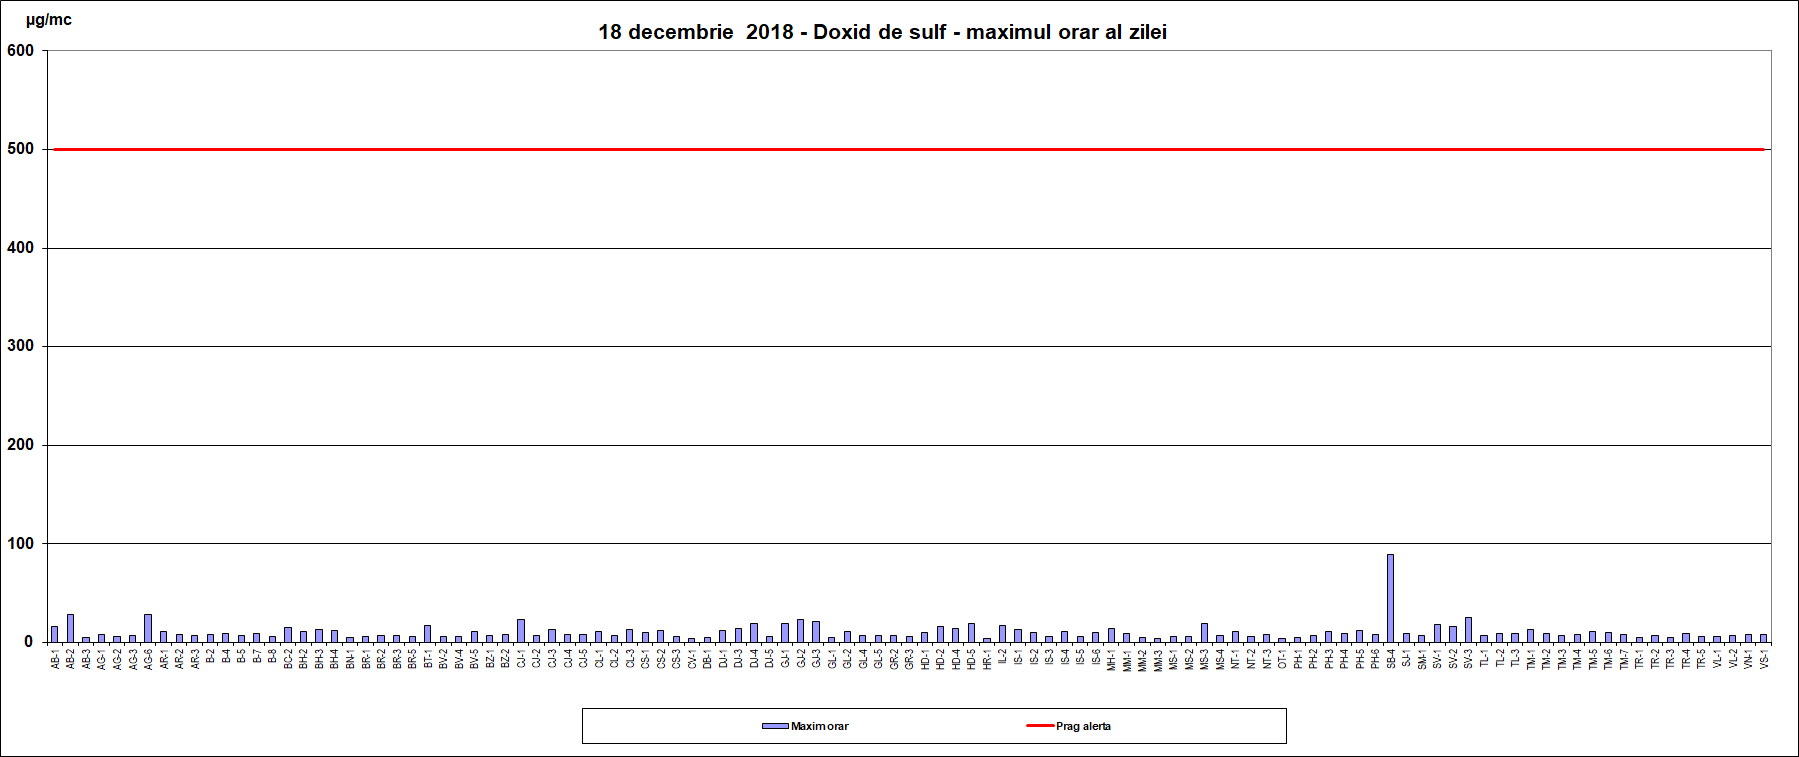 µg/mc
18 decembrie  2018 - Doxid de sulf - maximul orar al zilei
600
500
400
300
200
100
0
AB-1 AB-2 AB-3 AG-1 AG-2 AG-3 AG-6 AR-1 AR-2 AR-3 B-2 B-4 B-5 B-7 B-8 BC-2 BH-2 BH-3 BH-4 BN-1 BR-1 BR-2 BR-3 BR-5 BT-1 BV-2 BV-4 BV-5 BZ-1 BZ-2 CJ-1 CJ-2 CJ-3 CJ-4 CJ-5 CL-1 CL-2 CL-3 CS-1 CS-2 CS-3 CV-1 DB-1 DJ-1 DJ-3 DJ-4 DJ-5 GJ-1 GJ-2 GJ-3 GL-1 GL-2 GL-4 GL-5 GR-2 GR-3 HD-1 HD-2 HD-4 HD-5 HR-1 IL-2 IS-1 IS-2 IS-3 IS-4 IS-5 IS-6 MH-1 MM-1 MM-2 MM-3 MS-1 MS-2 MS-3 MS-4 NT-1 NT-2 NT-3 OT-1 PH-1 PH-2 PH-3 PH-4 PH-5 PH-6 SB-4 SJ-1 SM-1 SV-1 SV-2 SV-3 TL-1 TL-2 TL-3 TM-1 TM-2 TM-3 TM-4 TM-5 TM-6 TM-7 TR-1 TR-2 TR-3 TR-4 TR-5 VL-1 VL-2 VN-1 VS-1
Maxim orar
Prag alerta